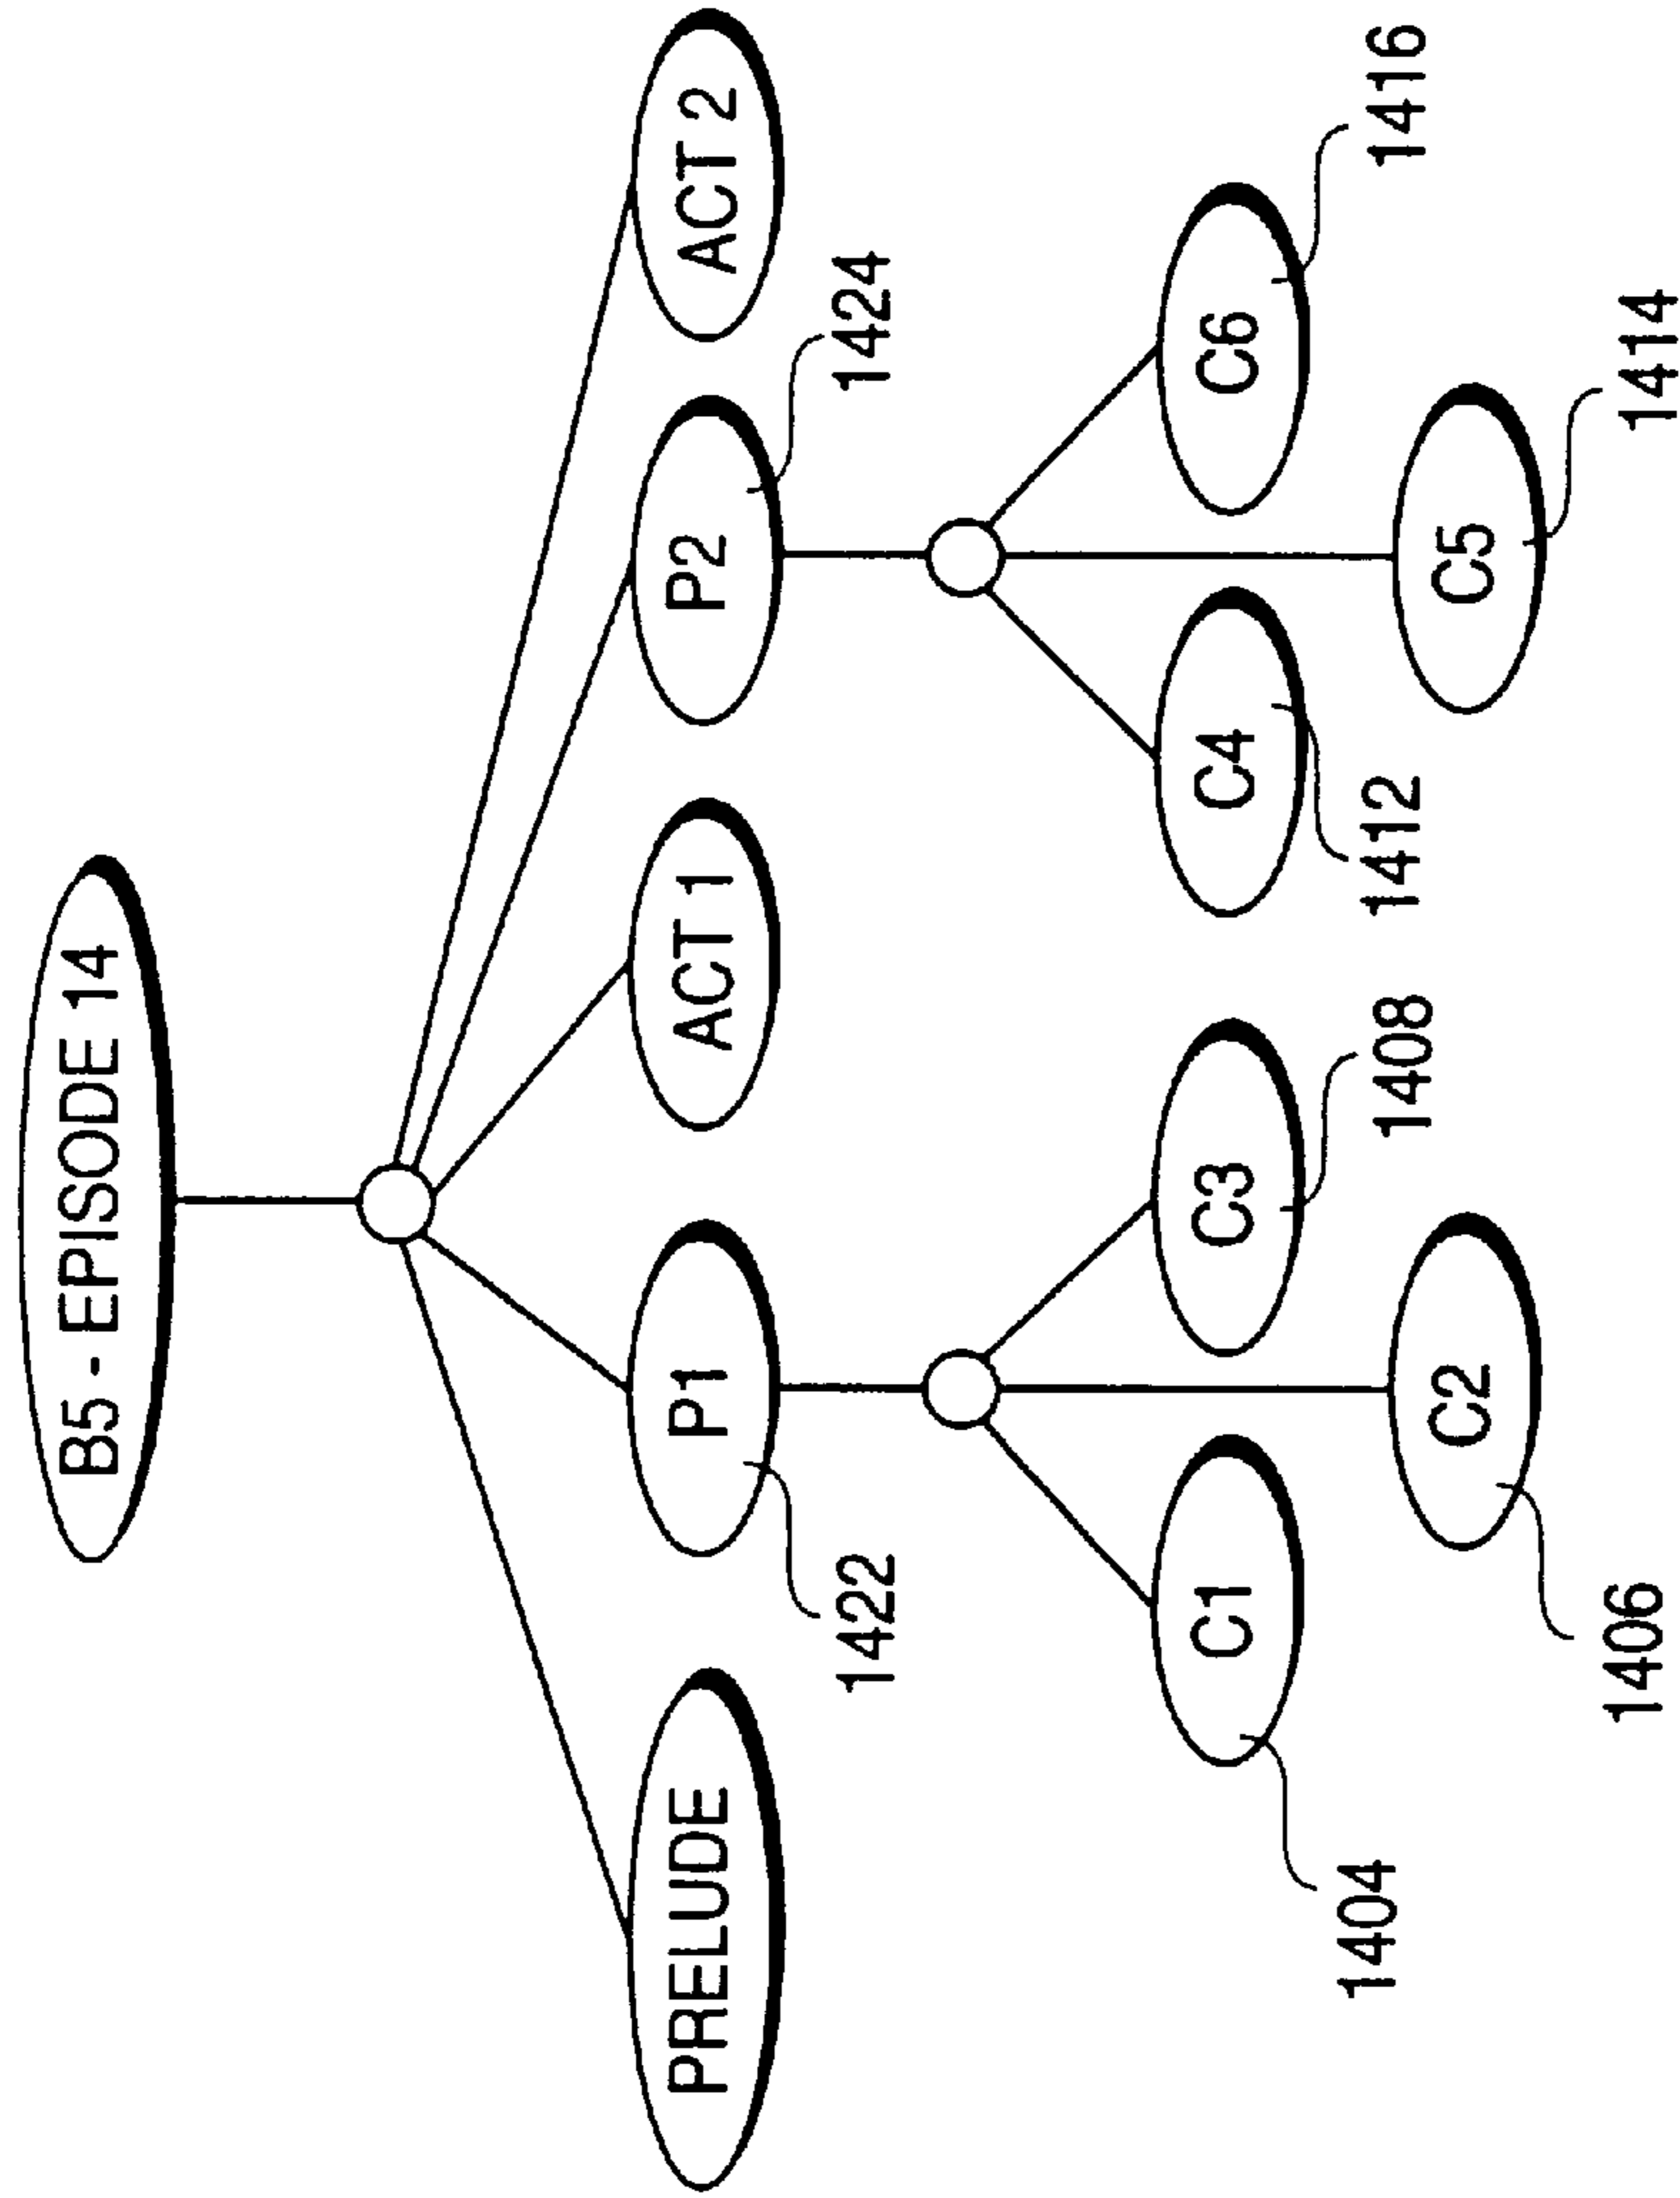 B5 - EPISODE 14
PRELUDE
P1
ACT 1
P2
ACT 2
1422
1424
C1
C3
C4
C6
1404
1408
1412
1416
C2
C5
1406
1414